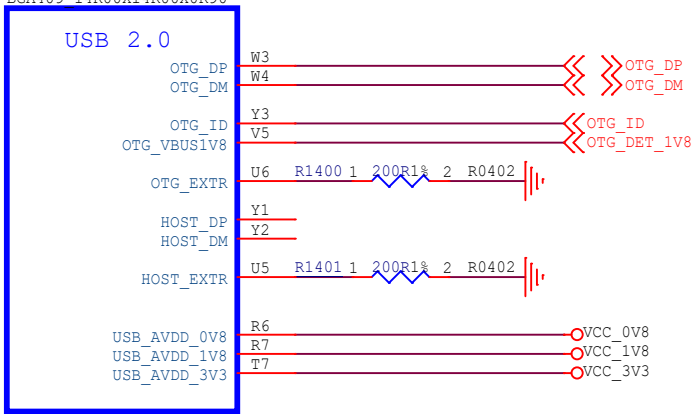 USB 2.0
OTG_DP W3 OTG_DP
OTG_DM W4 OTG_DM
OTG_ID Y3 OTG_ID
OTG_VBUS1V8 V5 OTG_DET_1V8
OTG_EXTR U6 R1400 1 200R1% 2 R0402
HOST_DP Y1
HOST_DM Y2
HOST_EXTR U5 R1401 1 200R1% 2 R0402
USB_AVDD_0V8 R6 VCC_0V8
USB_AVDD_1V8 R7 VCC_1V8
USB_AVDD_3V3 T7 VCC_3V3